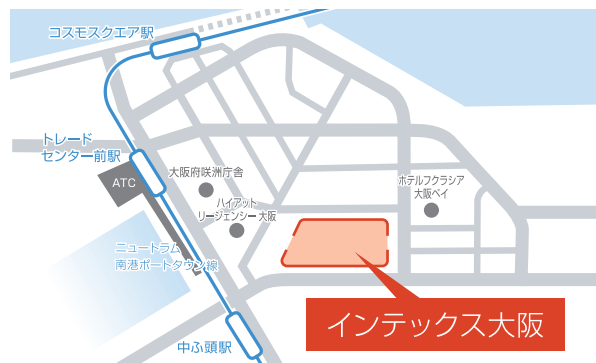 コスモスクエア駅
トレード
センター前駅
ATC
大阪府咲洲庁舎
ハイアット
リージェンシー大阪
ホテルフクラシア
大阪ベイ
ニュートラム
南港ポートタウン線
インテックス大阪
中ふ頭駅